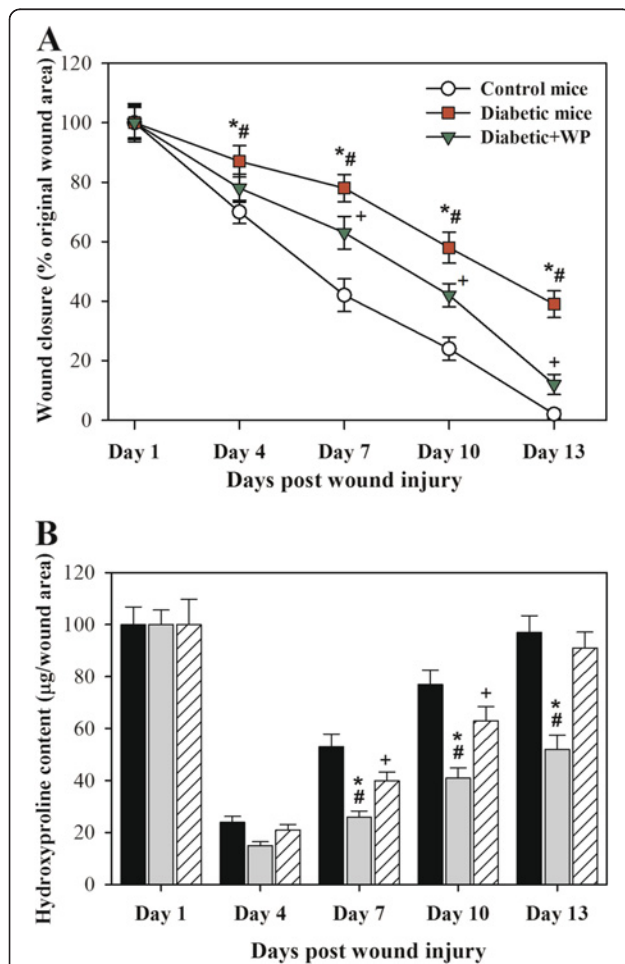 A
120
100
80
60
40
20
0
Wound closure (% original wound area)
Control mice
Diabetic mice
Diabetic+WP
*#
*#
+
*#
+
*#
+
Day 1 Day 4 Day 7 Day 10 Day 13
Days post wound injury
B
120
100
80
60
40
20
0
Hydroxyproline content (µg/wound area)
*
#
+
*
#
+
*
#
Day 1 Day 4 Day 7 Day 10 Day 13
Days post wound injury